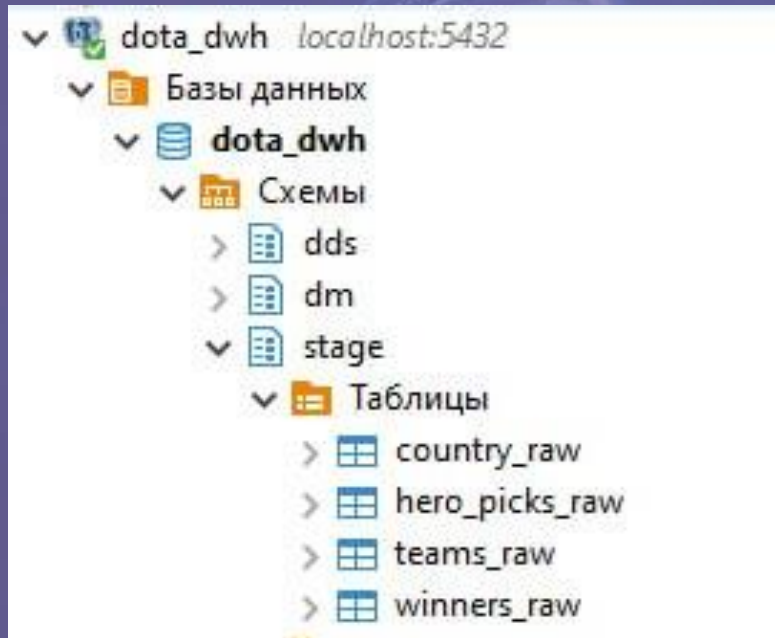 dota_dwh localhost:5432
Базы данных
dota_dwh
Схемы
dds
dm
stage
Таблицы
country_raw
hero_picks_raw
teams_raw
winners_raw